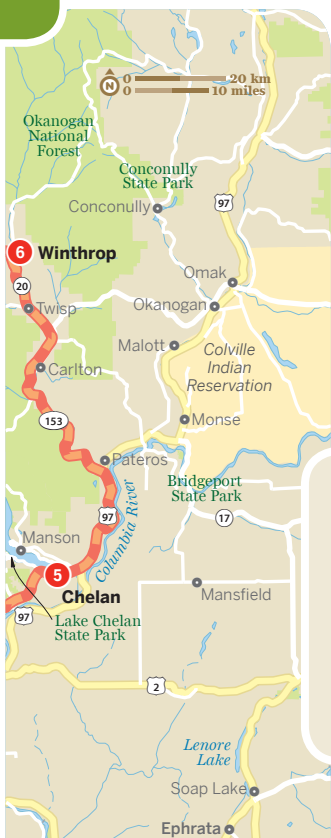 0 20 km
N
0 10 miles
Okanogan
National
Forest
Conconully
State Park
Conconully
97
6 Winthrop
Omak
20
Twisp
Okanogan
Malott
Colville
Indian
Reservation
Carlton
153
Monse
Pateros
Bridgeport
State Park
97
17
Columbia River
Manson
5
Chelan
Mansfield
97
Lake Chelan
State Park
2
Lenore
Lake
Soap Lake
Ephrata